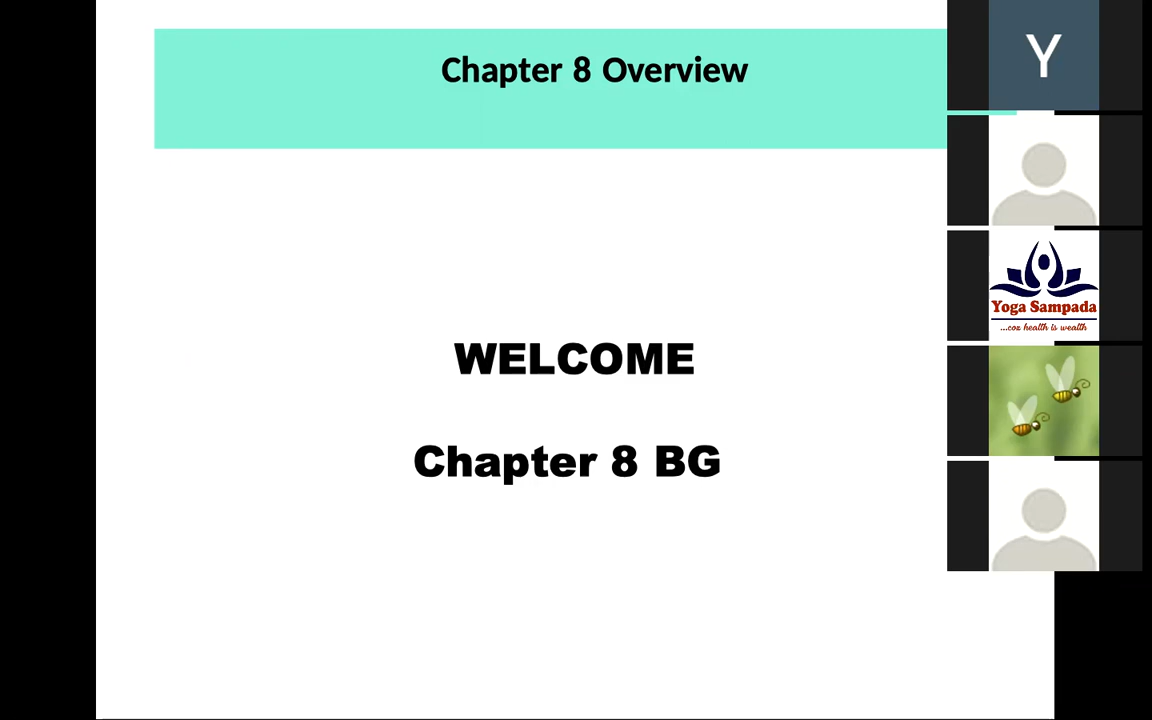 Chapter 8 Overview
WELCOME
Chapter 8 BG
Y
Yoga Sampada
...coz health is wealth